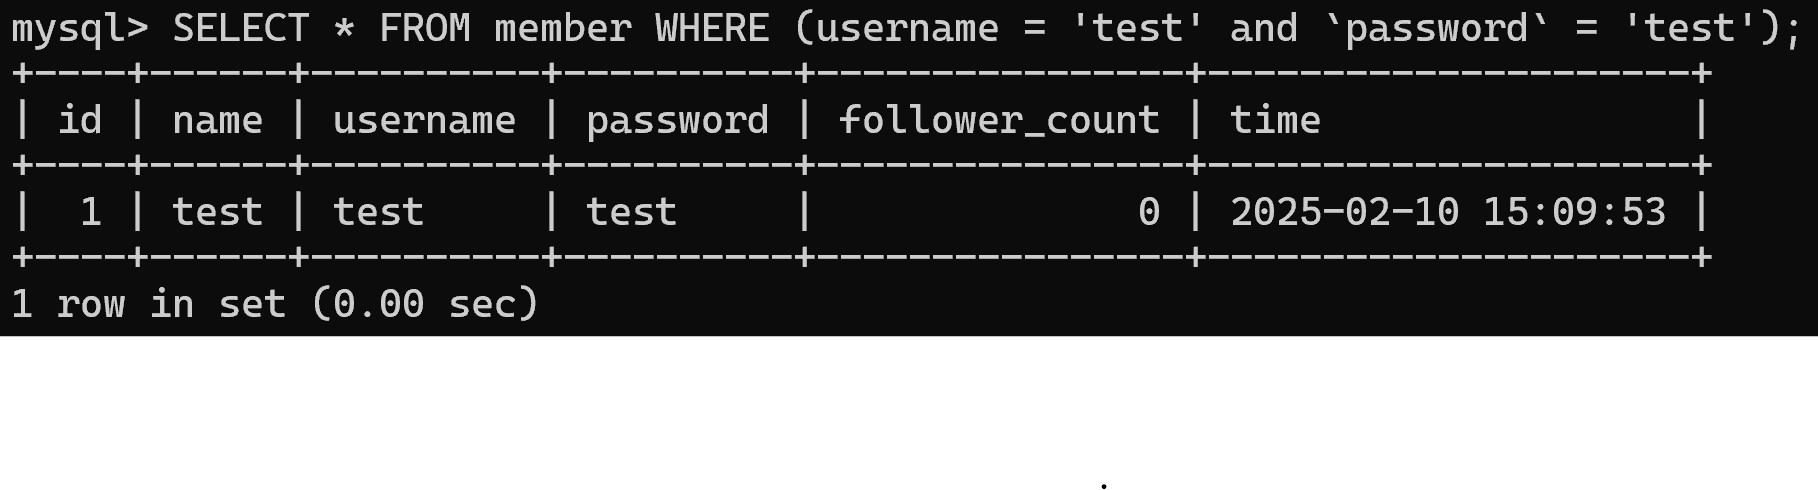 mysql> SELECT * FROM member WHERE (username = 'test' and `password` = 'test');
+----+------+----------+----------+----------------+---------------------+
| id | name | username | password | follower_count | time                |
+----+------+----------+----------+----------------+---------------------+
|  1 | test | test     | test     |              0 | 2025-02-10 15:09:53 |
+----+------+----------+----------+----------------+---------------------+
1 row in set (0.00 sec)
.